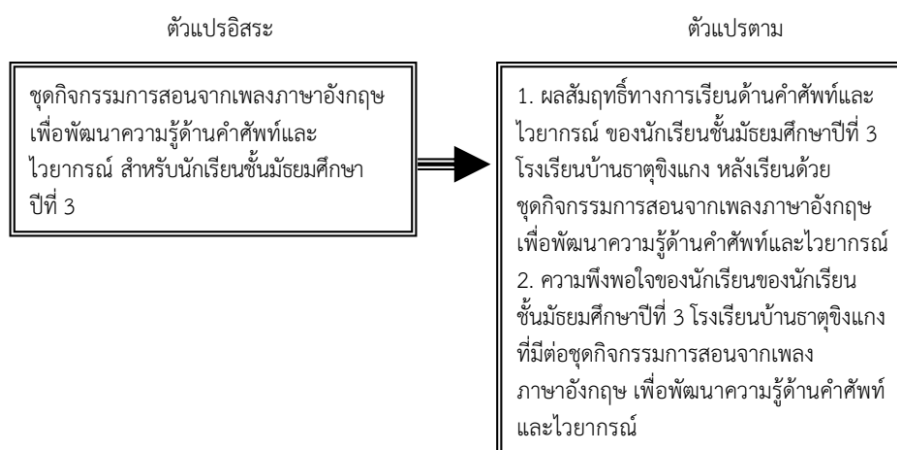 ตัวแปรอิสระ
ตัวแปรตาม
ชุดกิจกรรมการสอนจากเพลงภาษาอังกฤษ
เพื่อพัฒนาความรู้ด้านคำศัพท์และ
ไวยากรณ์ สำหรับนักเรียนชั้นมัธยมศึกษา
ปีที่ 3
1. ผลสัมฤทธิ์ทางการเรียนด้านคำศัพท์และ
ไวยากรณ์ ของนักเรียนชั้นมัธยมศึกษาปีที่ 3
โรงเรียนบ้านธาตุขิงแกง หลังเรียนด้วย
ชุดกิจกรรมการสอนจากเพลงภาษาอังกฤษ
เพื่อพัฒนาความรู้ด้านคำศัพท์และไวยากรณ์
2. ความพึงพอใจของนักเรียนของนักเรียน
ชั้นมัธยมศึกษาปีที่ 3 โรงเรียนบ้านธาตุขิงแกง
ที่มีต่อชุดกิจกรรมการสอนจากเพลง
ภาษาอังกฤษ เพื่อพัฒนาความรู้ด้านคำศัพท์
และไวยากรณ์